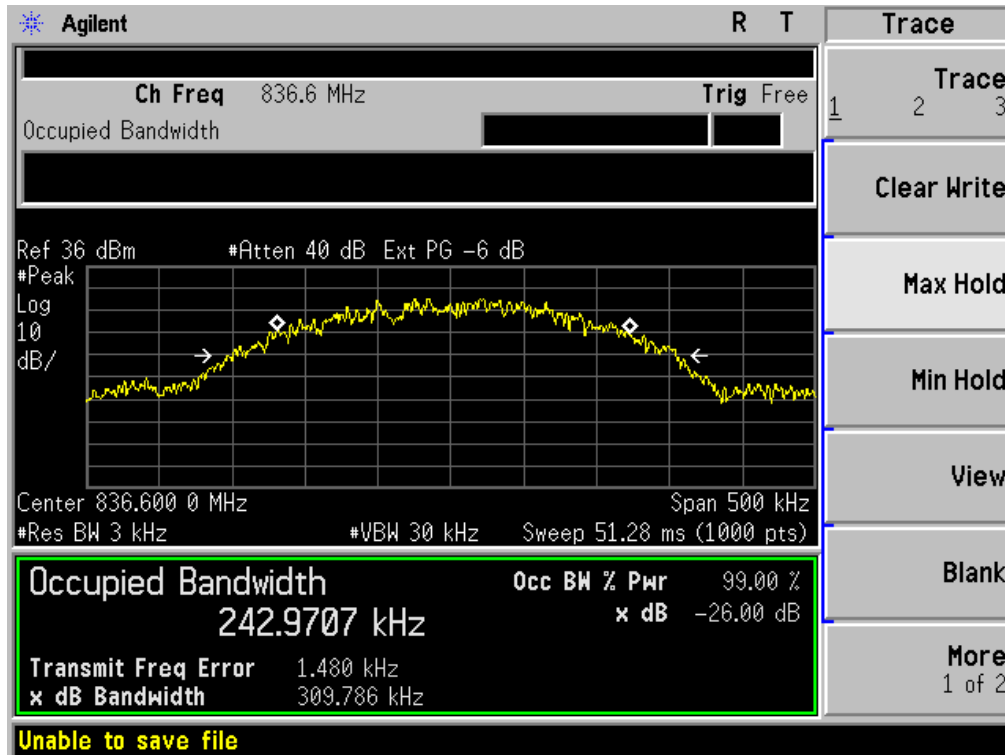 Agilent R T
Ch Freq 836.6 MHz Trig Free
Occupied Bandwidth
Ref 36 dBm #Atten 40 dB Ext PG -6 dB
#Peak
Log
10
dB/
Center 836.600 0 MHz Span 500 kHz
#Res BW 3 kHz #VBW 30 kHz Sweep 51.28 ms (1000 pts)
Occupied Bandwidth
242.9707 kHz
Occ BW % Pwr 99.00 %
x dB -26.00 dB
Transmit Freq Error 1.480 kHz
x dB Bandwidth 309.786 kHz
Unable to save file
Trace
Trace
1 2 3
Clear Write
Max Hold
Min Hold
View
Blank
More
1 of 2